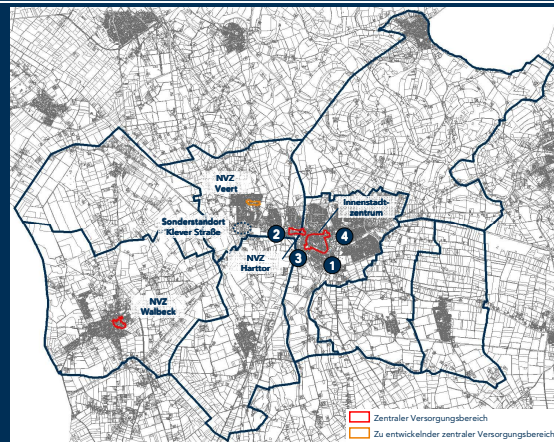 NVZ
Veert
Innenstadt-
zentrum
Sonderstandort
Klever Straße
2
4
NVZ
Harttor
3
1
NVZ
Walbeck
Zentraler Versorgungsbereich
Zu entwickelnder zentraler Versorgungsbereich